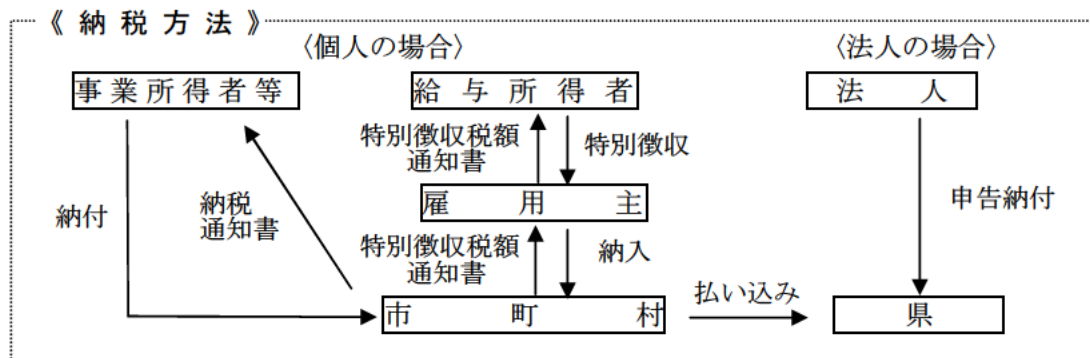 《納税方法》
〈個人の場合〉
〈法人の場合〉
事業所得者等
給与所得者
法人
特別徴収税額
通知書
特別徴収
納付
納税
通知書
雇用主
申告納付
特別徴収税額
通知書
納入
市町村
払い込み
県